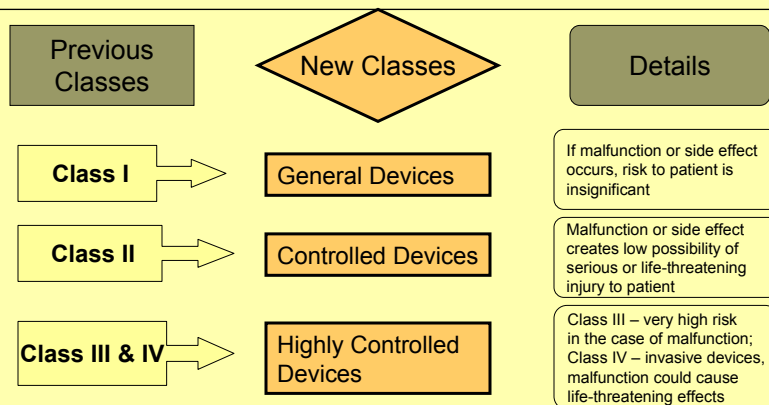 Previous
Classes
New Classes
Details
Class I
General Devices
If malfunction or side effect
occurs, risk to patient is
insignificant
Class II
Controlled Devices
Malfunction or side effect
creates low possibility of
serious or life-threatening
injury to patient
Class III & IV
Highly Controlled
Devices
Class III – very high risk
in the case of malfunction;
Class IV – invasive devices,
malfunction could cause
life-threatening effects